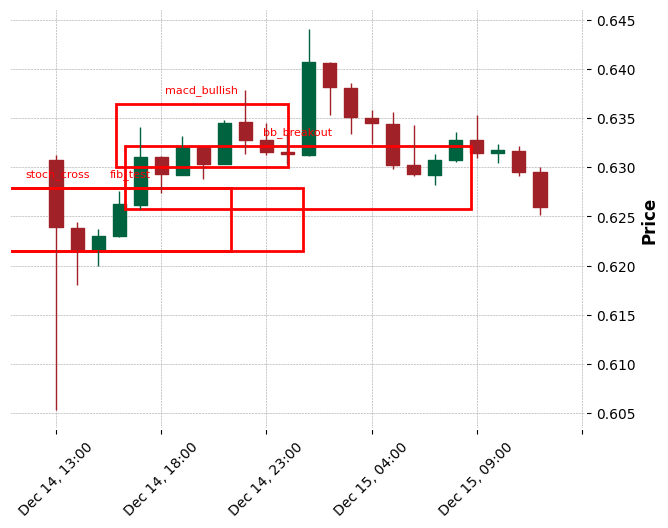 0.645
0.640
macd_bullish
0.635
bb_breakout
0.630
stoch_cross
fib_test
0.625
Price
0.620
0.615
0.610
0.605
Dec 14, 13:00
Dec 14, 18:00
Dec 14, 23:00
Dec 15, 04:00
Dec 15, 09:00